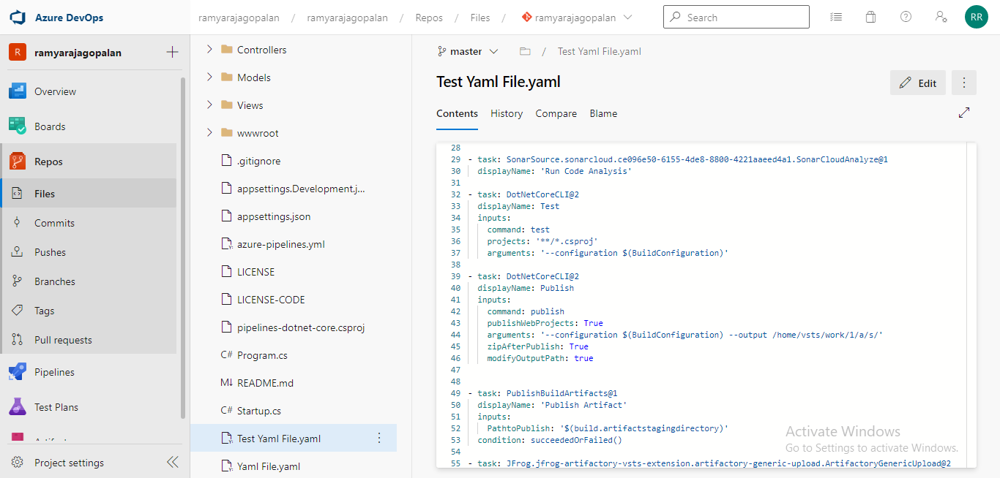 Azure DevOps
ramyarajagopalan / ramyarajagopalan / Repos / Files / ramyarajagopalan
Search
RR
R ramyarajagopalan
Overview
Boards
Repos
Files
Commits
Pushes
Branches
Tags
Pull requests
Pipelines
Test Plans
Project settings
Controllers
Models
Views
wwwroot
.gitignore
appsettings.Development.j...
appsettings.json
azure-pipelines.yml
LICENSE
LICENSE-CODE
pipelines-dotnet-core.csproj
C# Program.cs
M↓ README.md
C# Startup.cs
Test Yaml File.yaml
Yaml File.yaml
master / Test Yaml File.yaml
Test Yaml File.yaml
Edit
Contents History Compare Blame
28
29 - task: SonarSource.sonarcloud.ce096e50-6155-4de8-8800-4221aaeed4a1.SonarCloudAnalyze@1
30 displayName: 'Run Code Analysis'
31
32 - task: DotNetCoreCLI@2
33 displayName: Test
34 inputs:
35 command: test
36 projects: '**/*.csproj'
37 arguments: '--configuration $(BuildConfiguration)'
38
39 - task: DotNetCoreCLI@2
40 displayName: Publish
41 inputs:
42 command: publish
43 publishWebProjects: True
44 arguments: '--configuration $(BuildConfiguration) --output /home/vsts/work/1/a/s/'
45 zipAfterPublish: True
46 modifyOutputPath: true
47
48
49 - task: PublishBuildArtifacts@1
50 displayName: 'Publish Artifact'
51 inputs:
52 PathtoPublish: '$(build.artifactstagingdirectory)'
53 condition: succeededOrFailed()
54
55 - task: JFrog.jfrog-artifactory-vsts-extension.artifactory-generic-upload.ArtifactoryGenericUpload@2
Activate Windows
Go to Settings to activate Windows.